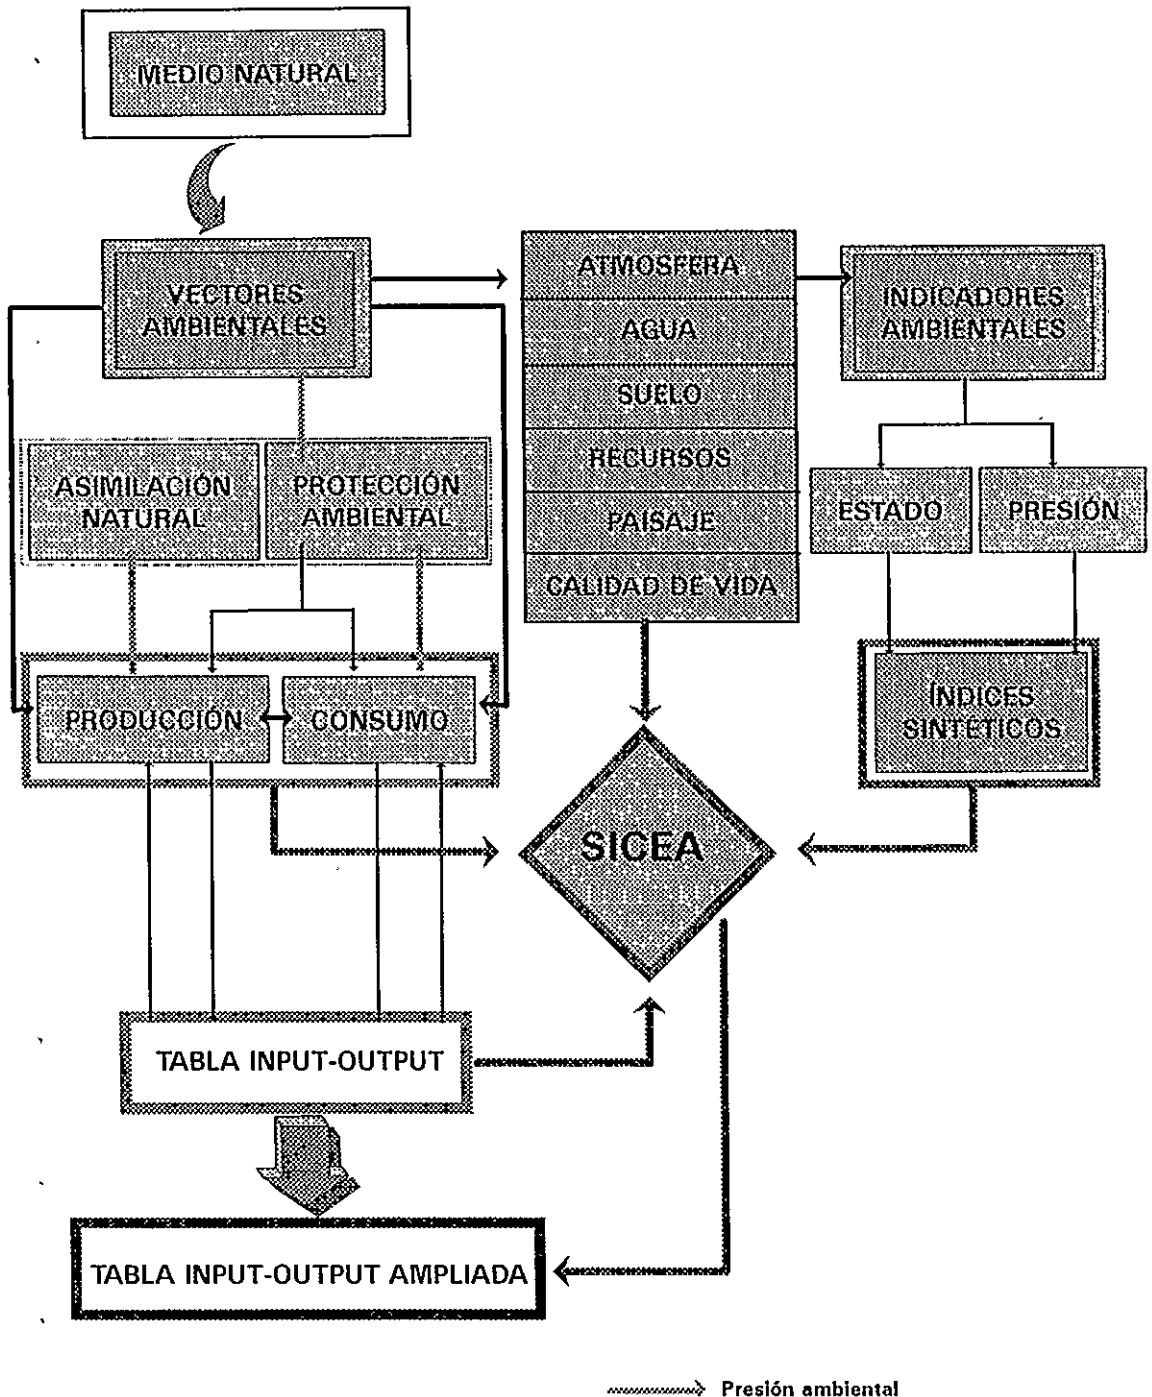 MEDIO NATURAL
VECTORES
AMBIENTALES
ATMOSFERA
AGUA
SUELO
RECURSOS
PAISAJE
CALIDAD DE VIDA
INDICADORES
AMBIENTALES
ASIMILACIÓN
NATURAL
PROTECCIÓN
AMBIENTAL
ESTADO
PRESIÓN
PRODUCCIÓN
CONSUMO
ÍNDICES
SINTETICOS
SICEA
TABLA INPUT-OUTPUT
TABLA INPUT-OUTPUT AMPLIADA
Presión ambiental